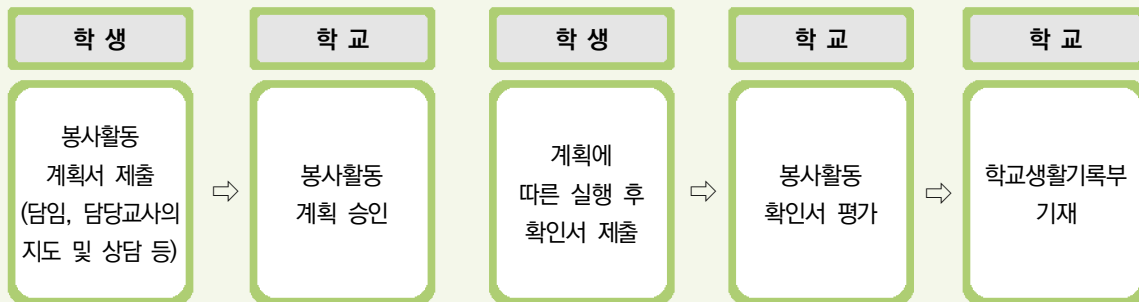 학 생
봉사활동
계획서 제출
(담임, 담당교사의
지도 및 상담 등)
⇨
학 교
봉사활동
계획 승인
학 생
계획에
따른 실행 후
확인서 제출
⇨
학 교
봉사활동
확인서 평가
⇨
학 교
학교생활기록부
기재